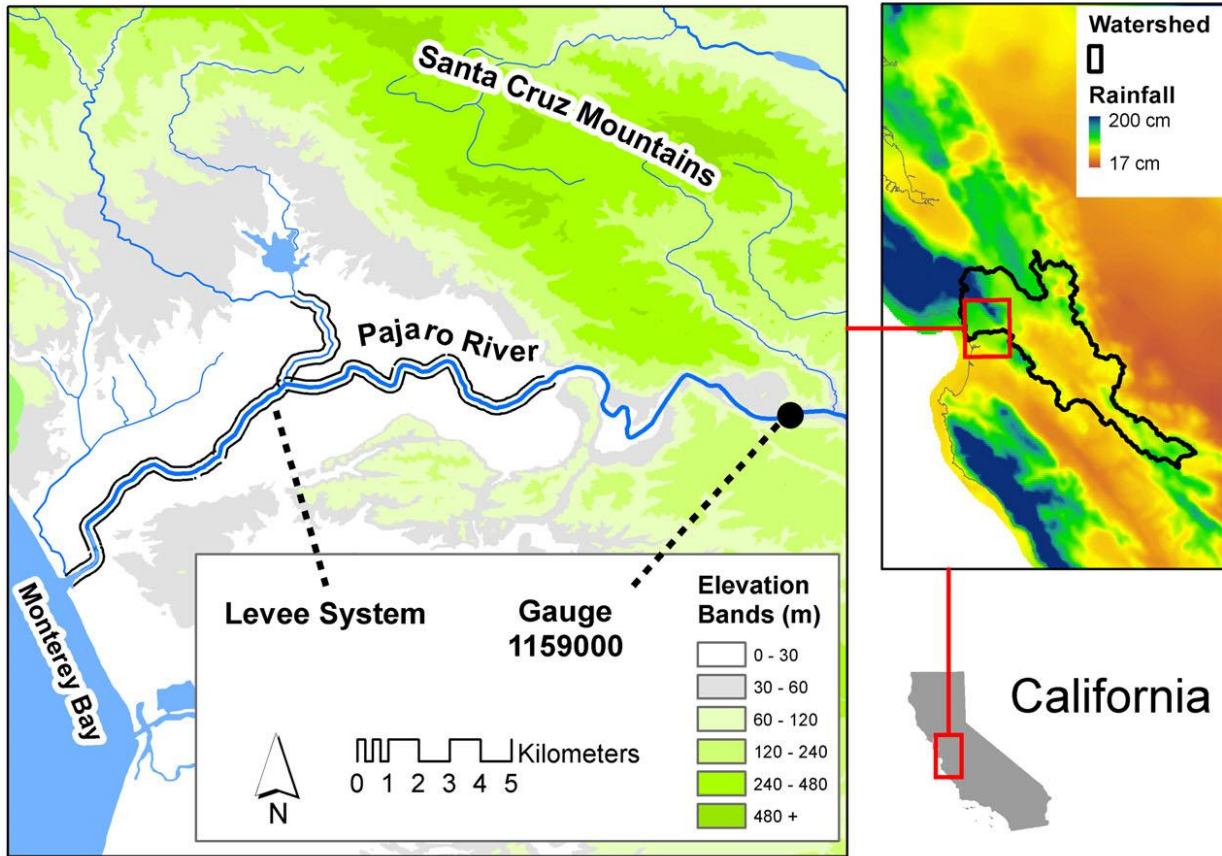 Santa Cruz Mountains
Pajaro River
Monterey Bay
Levee System
Gauge
1159000
Elevation
Bands (m)
0 - 30
30 - 60
60 - 120
120 - 240
240 - 480
480 +
N
Kilometers
0 1 2 3 4 5
Watershed
Rainfall
200 cm
17 cm
California